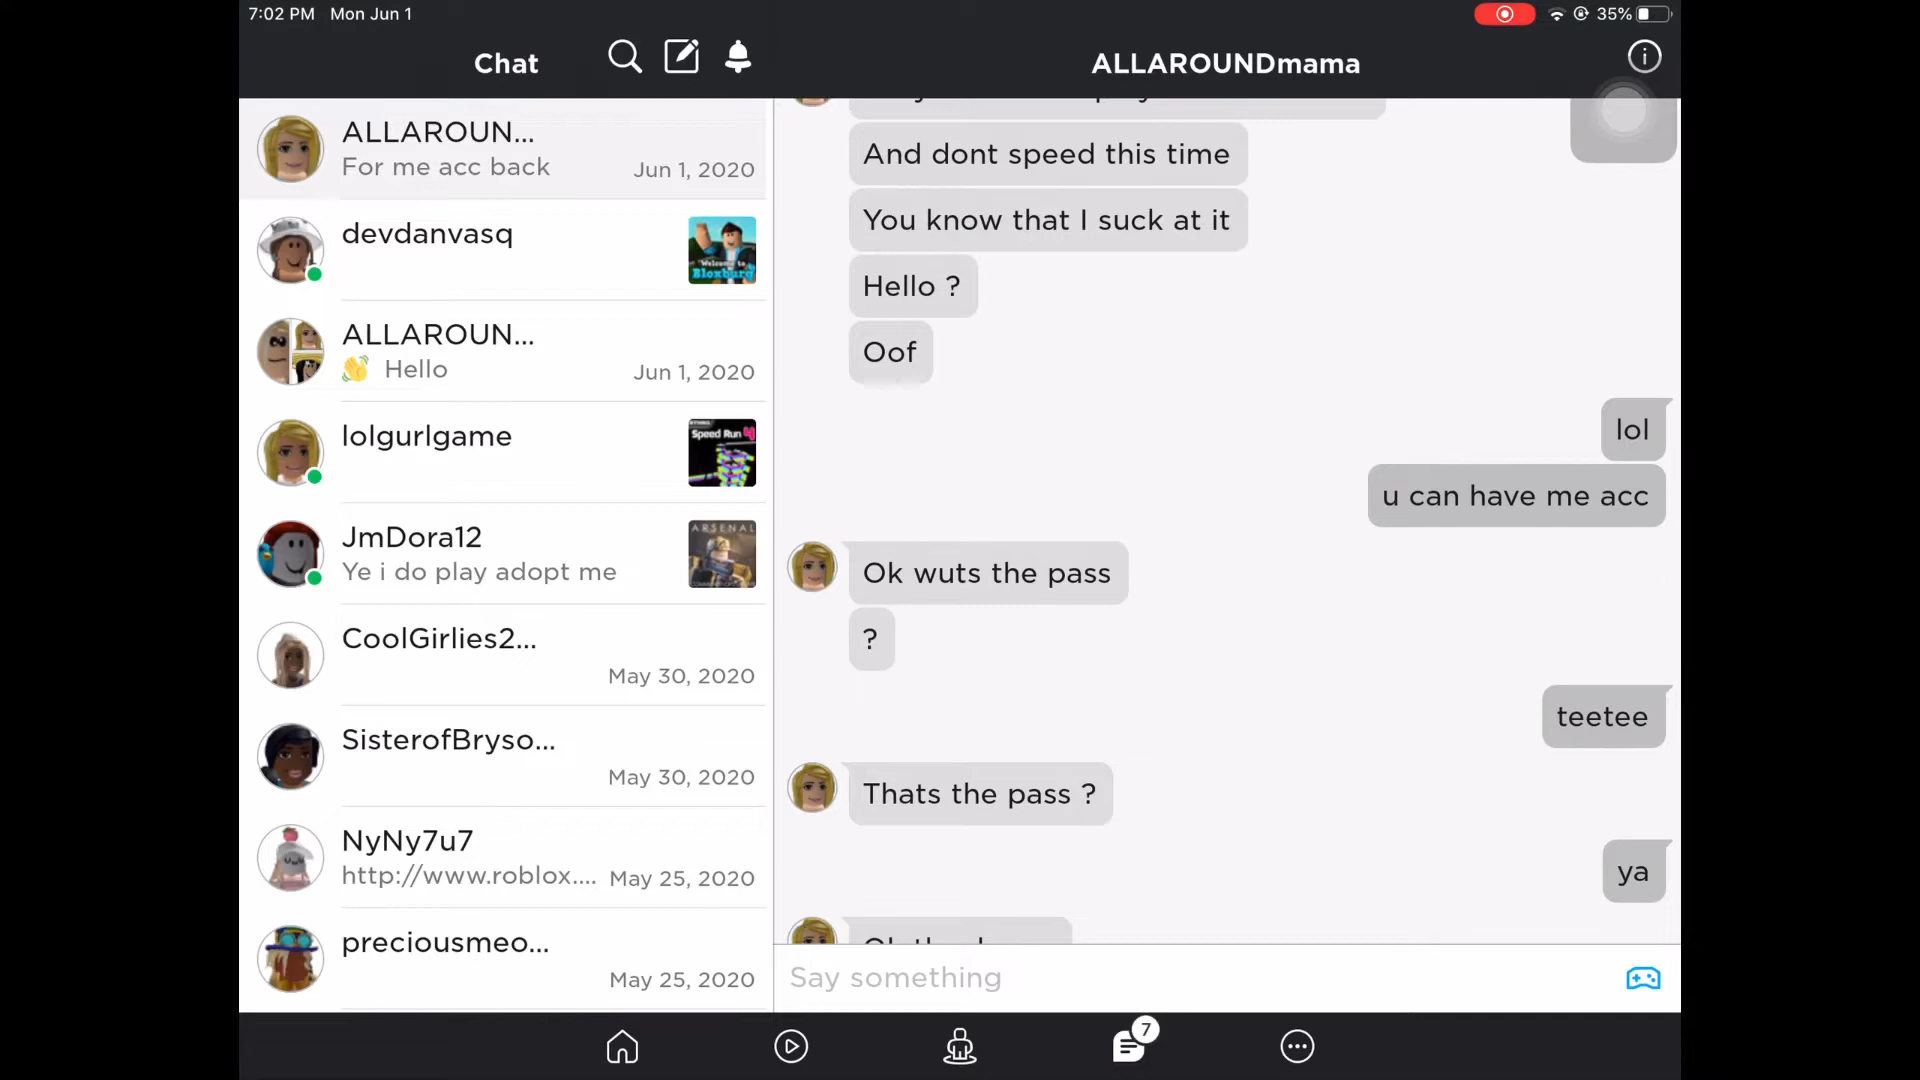 7:02 PM Mon Jun 1
35%
Chat
ALLAROUNDmama
ALLAROUN...
For me acc back
Jun 1, 2020
devdanvasq
Welcome to
Bloxburg
ALLAROUN...
👋 Hello
Jun 1, 2020
lolgurlgame
Speed Run 4
JmDora12
Ye i do play adopt me
ARSENAL
CoolGirlies2...
May 30, 2020
SisterofBryso...
May 30, 2020
NyNy7u7
http://www.roblox....
May 25, 2020
preciousmeo...
May 25, 2020
And dont speed this time
You know that I suck at it
Hello ?
Oof
lol
u can have me acc
Ok wuts the pass
?
teetee
Thats the pass ?
ya
Say something
7